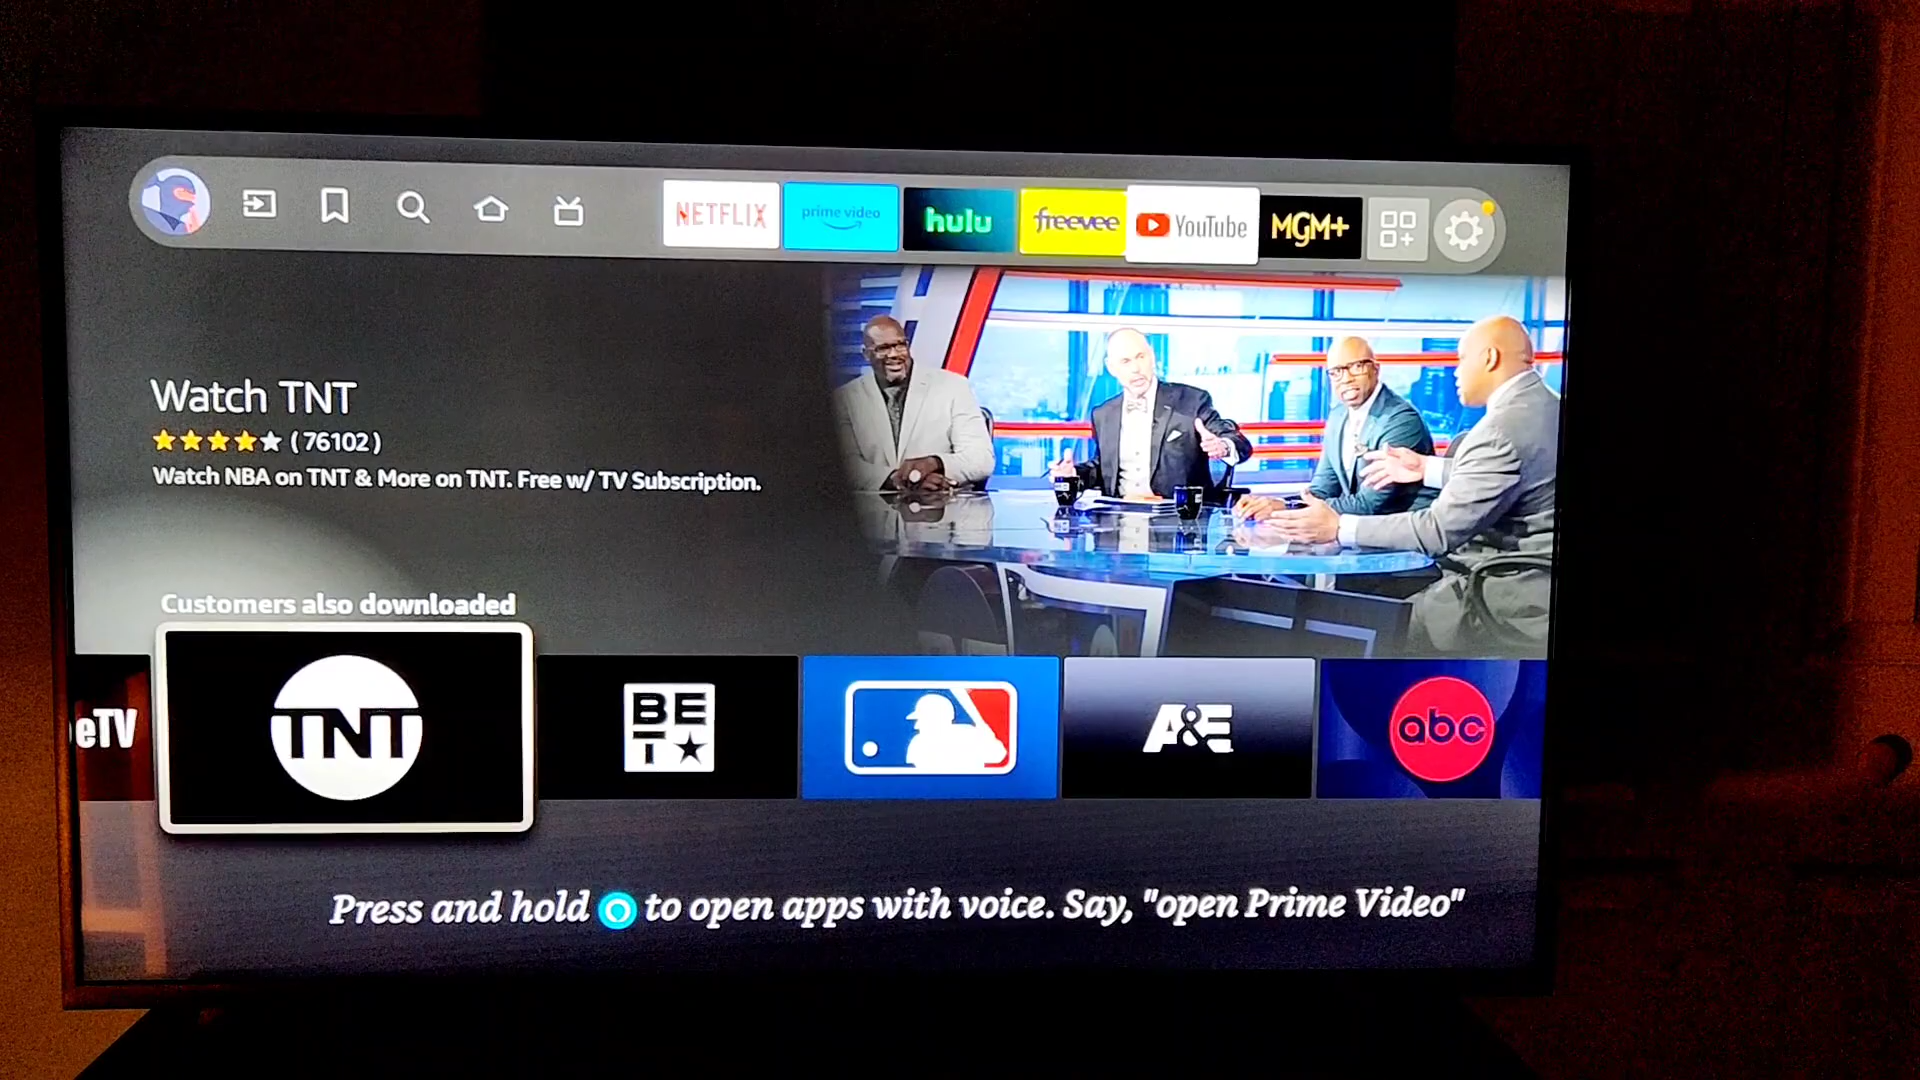 NETFLIX
prime video
hulu
freevee
YouTube
MGM+
Watch TNT
(76102)
Watch NBA on TNT & More on TNT. Free w/ TV Subscription.
Customers also downloaded
eTV
TNT
BE
T
A&E
abc
Press and hold to open apps with voice. Say, "open Prime Video"